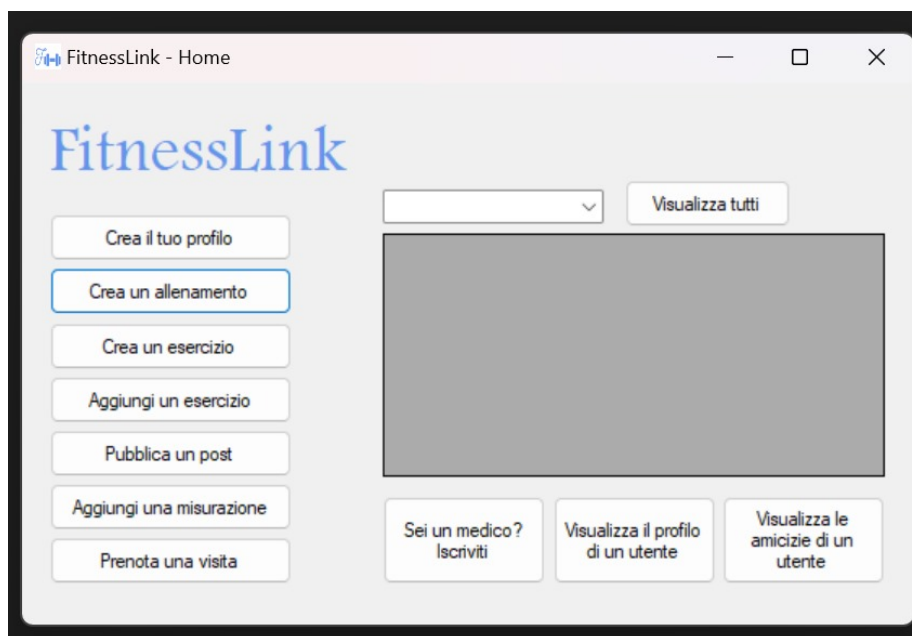 FitnessLink - Home
FitnessLink
Visualizza tutti
Crea il tuo profilo
Crea un allenamento
Crea un esercizio
Aggiungi un esercizio
Pubblica un post
Aggiungi una misurazione
Prenota una visita
Sei un medico?
Iscriviti
Visualizza il profilo
di un utente
Visualizza le
amicizie di un
utente